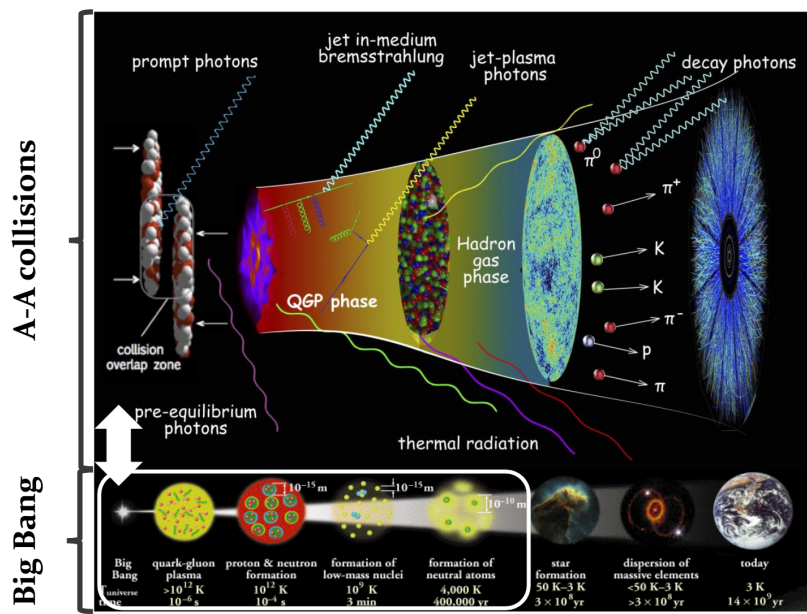 A-A collisions
prompt photons
jet in-medium
bremsstrahlung
jet-plasma
photons
decay photons
π⁰
π⁺
K
K
π⁻
p
π
Hadron
gas
phase
QGP phase
collision
overlap zone
pre-equilibrium
photons
thermal radiation
Big Bang
10⁻¹⁵ m
10⁻¹⁵ m
10⁻¹⁰ m
Big
Bang
quark-gluon
plasma
proton & neutron
formation
formation of
low-mass nuclei
formation of
neutral atoms
star
formation
dispersion of
massive elements
today
Tuniverse
>10¹² K
10¹² K
10⁹ K
4,000 K
50 K–3 K
<50 K–3 K
3 K
time
10⁻⁶ s
10⁻⁴ s
3 min
400,000 yr
3 × 10⁸ yr
>3 × 10⁸ yr
14 × 10⁹ yr